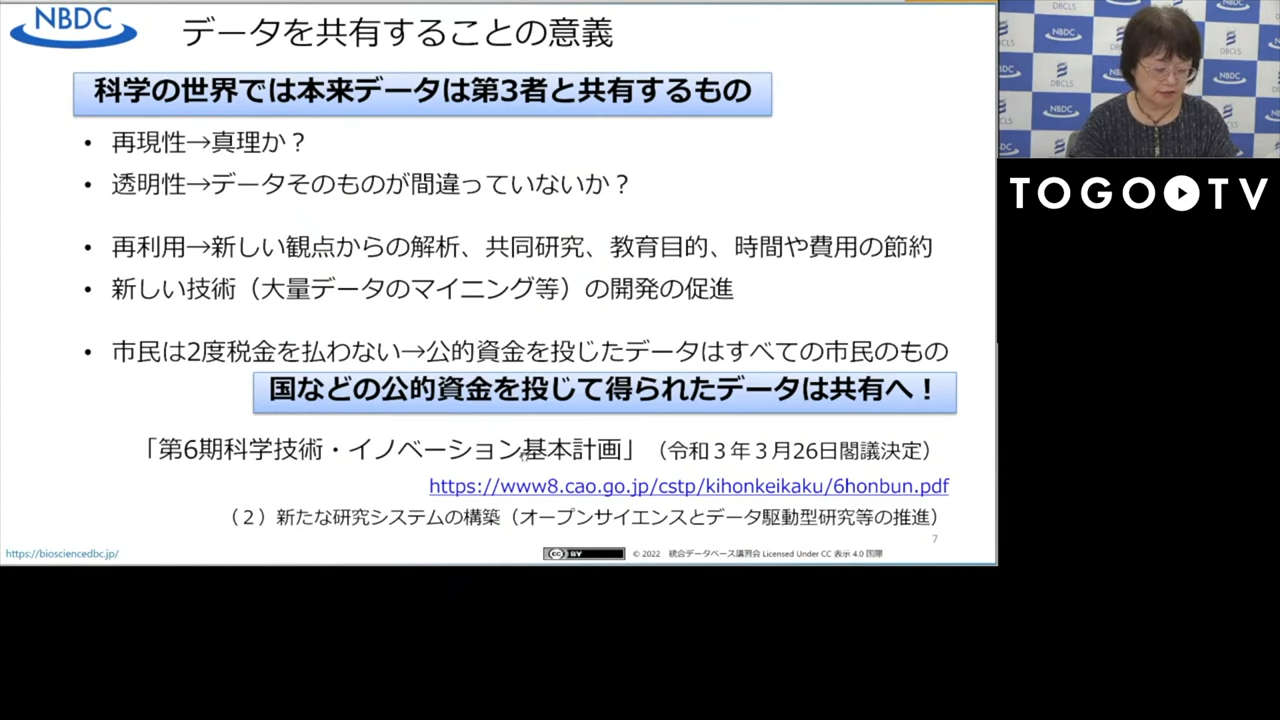 NBDC
データを共有することの意義
科学の世界では本来データは第3者と共有するもの
• 再現性→真理か？
• 透明性→データそのものが間違っていないか？
• 再利用→新しい観点からの解析、共同研究、教育目的、時間や費用の節約
• 新しい技術（大量データのマイニング等）の開発の促進
• 市民は2度税金を払わない→公的資金を投じたデータはすべての市民のもの
国などの公的資金を投じて得られたデータは共有へ！
「第6期科学技術・イノベーション基本計画」（令和３年３月26日閣議決定）
https://www8.cao.go.jp/cstp/kihonkeikaku/6honbun.pdf
（２）新たな研究システムの構築（オープンサイエンスとデータ駆動型研究等の推進）
7
https://biosciencedbc.jp/
CC BY
© 2022 統合データベース講習会 Licensed Under CC 表示 4.0 国際
DBCLS
NBDC
DBCLS
NBDC
NBDC
TOGO TV